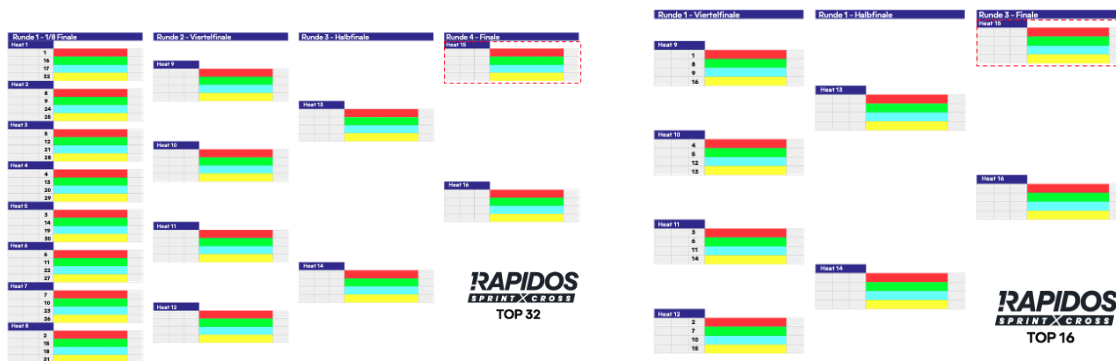 Runde 1 - 1/8 Finale
Heat 1
1
16
17
32
Heat 2
8
9
24
25
Heat 3
5
12
21
28
Heat 4
4
13
20
29
Heat 5
3
14
19
30
Heat 6
6
11
22
27
Heat 7
7
10
23
26
Heat 8
2
15
18
31
Runde 2 - Viertelfinale
Heat 9
Heat 10
Heat 11
Heat 12
Runde 3 - Halbfinale
Heat 13
Heat 14
Runde 4 - Finale
Heat 15
Heat 16
RAPIDOS
SPRINT X CROSS
TOP 32
Runde 1 - Viertelfinale
Heat 9
1
8
9
16
Heat 10
4
5
12
13
Heat 11
3
6
11
14
Heat 12
2
7
10
15
Runde 1 - Halbfinale
Heat 13
Heat 14
Runde 3 - Finale
Heat 15
Heat 16
RAPIDOS
SPRINT X CROSS
TOP 16